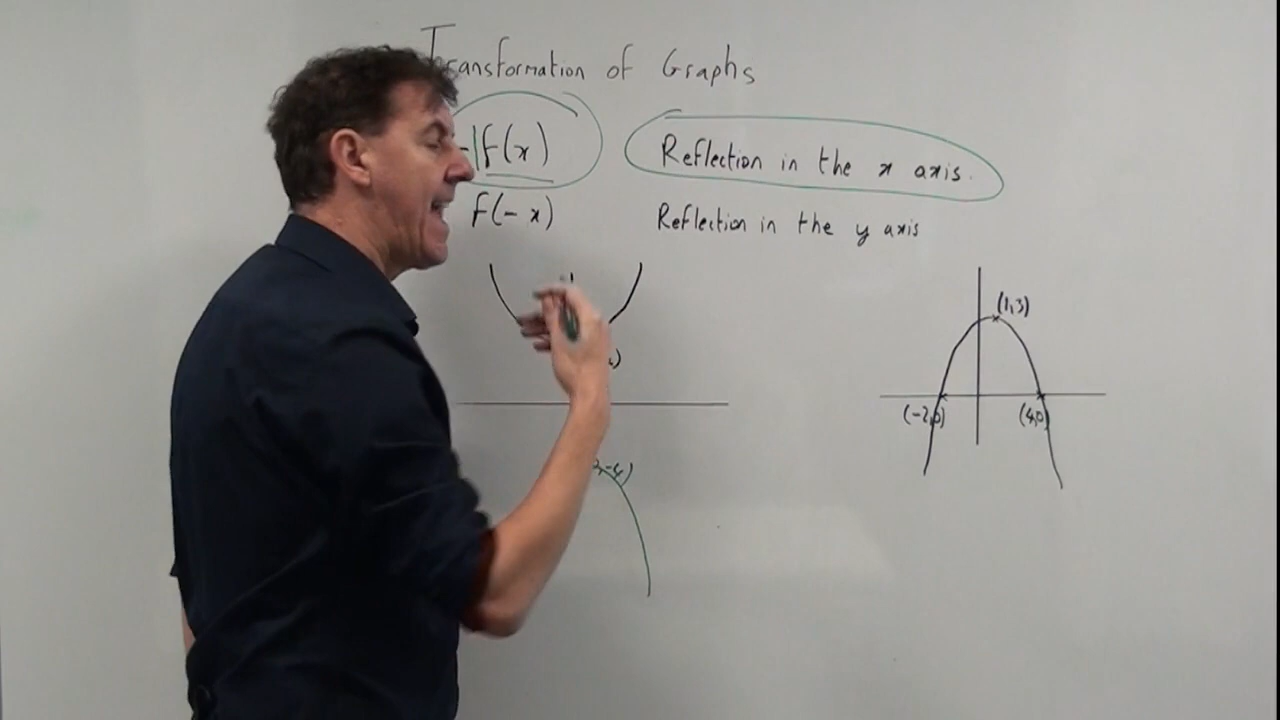 Transformation of Graphs
-|f(x) Reflection in the x axis.
f(-x) Reflection in the y axis
(1,3)
(-2,0) (4,0)